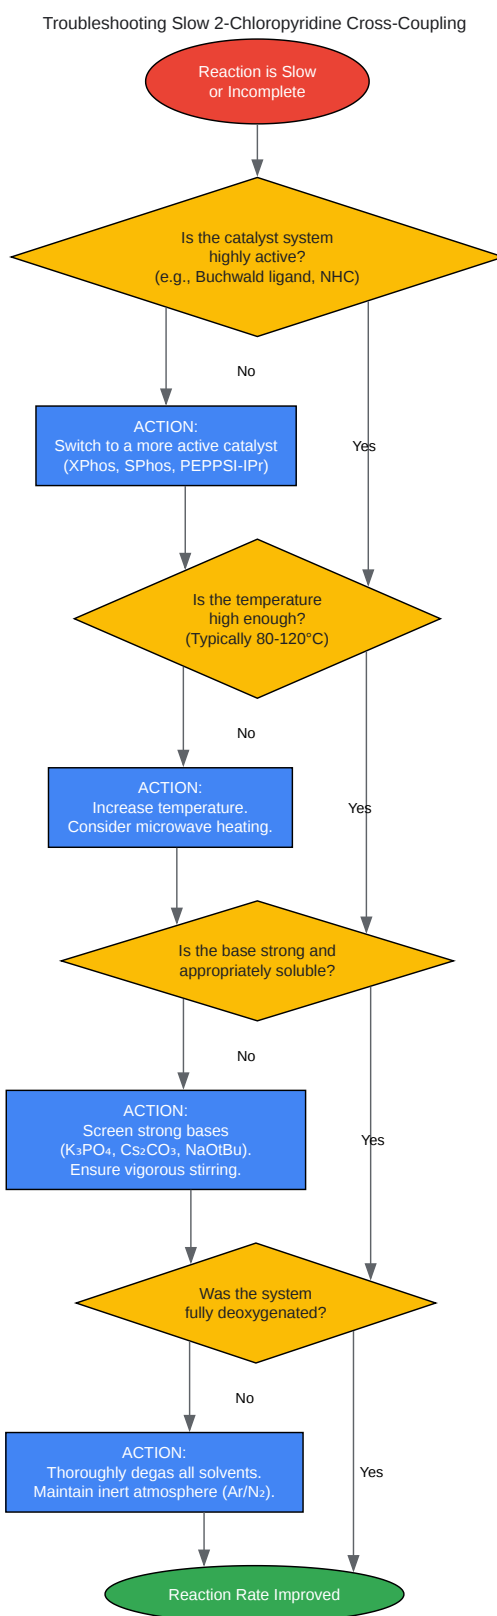 Troubleshooting Slow 2-Chloropyridine Cross-Coupling
Reaction is Slow
or Incomplete
Is the catalyst system
highly active?
(e.g., Buchwald ligand, NHC)
No
ACTION:
Switch to a more active catalyst
(XPhos, SPhos, PEPPSI-IPr)
Yes
Is the temperature
high enough?
(Typically 80-120°C)
No
ACTION:
Increase temperature.
Consider microwave heating.
Yes
Is the base strong and
appropriately soluble?
No
ACTION:
Screen strong bases
(K₃PO₄, Cs₂CO₃, NaOtBu).
Ensure vigorous stirring.
Yes
Was the system
fully deoxygenated?
No
ACTION:
Thoroughly degas all solvents.
Maintain inert atmosphere (Ar/N₂).
Yes
Reaction Rate Improved